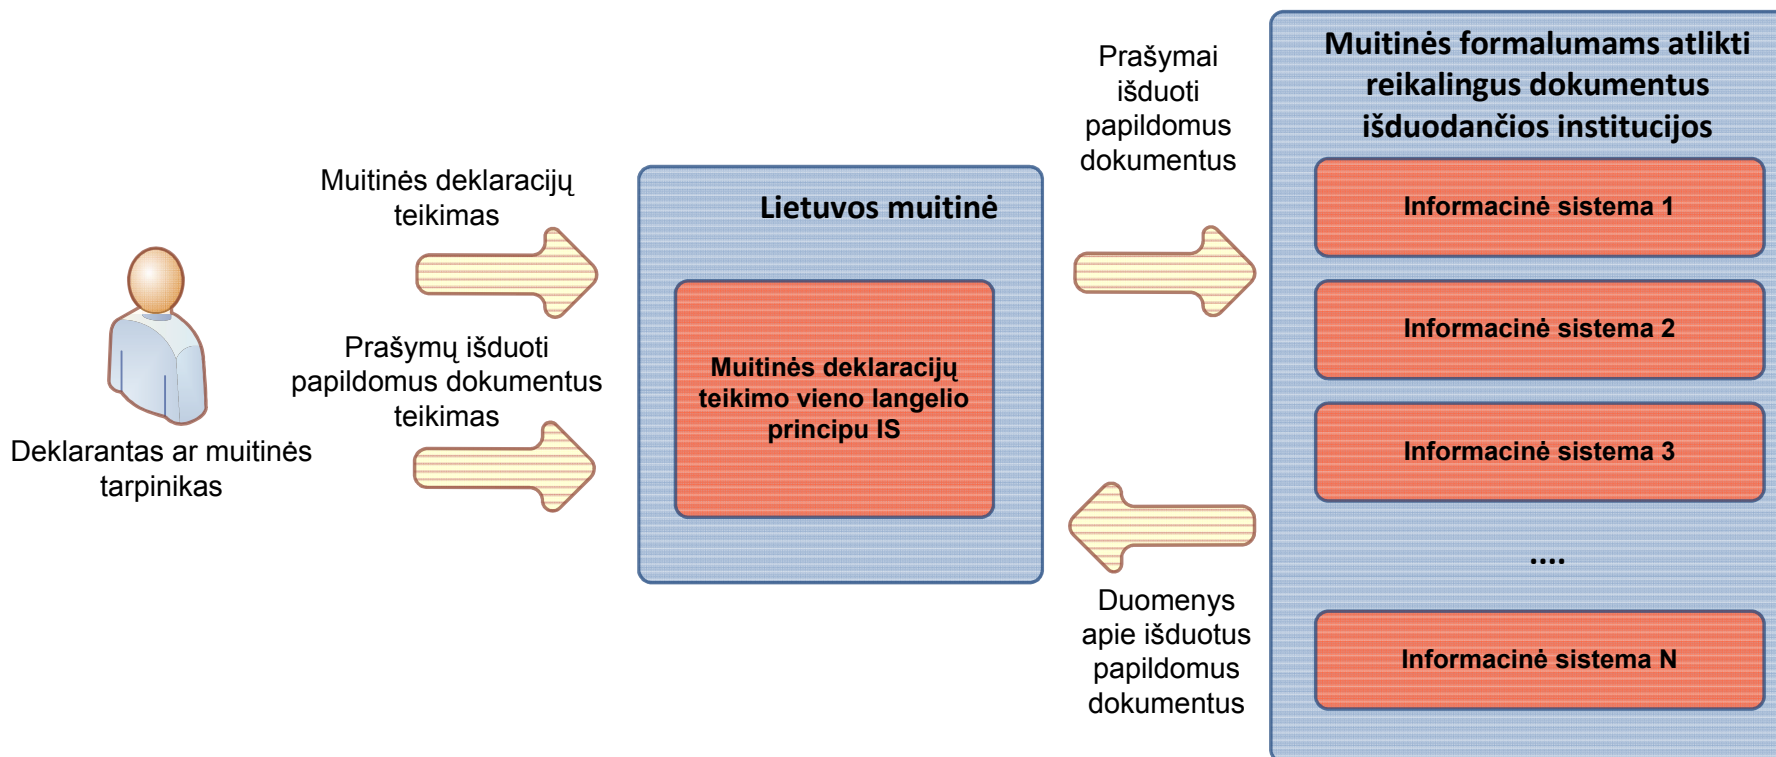 Muitinės deklaracijų
teikimas
Prašymų išduoti
papildomus dokumentus
teikimas
Deklarantas ar muitinės
tarpinikas
Lietuvos muitinė
Muitinės deklaracijų
teikimo vieno langelio
principu IS
Prašymai
išduoti
papildomus
dokumentus
Duomenys
apie išduotus
papildomus
dokumentus
Muitinės formalumams atlikti
reikalingus dokumentus
išduodančios institucijos
Informacinė sistema 1
Informacinė sistema 2
Informacinė sistema 3
....
Informacinė sistema N